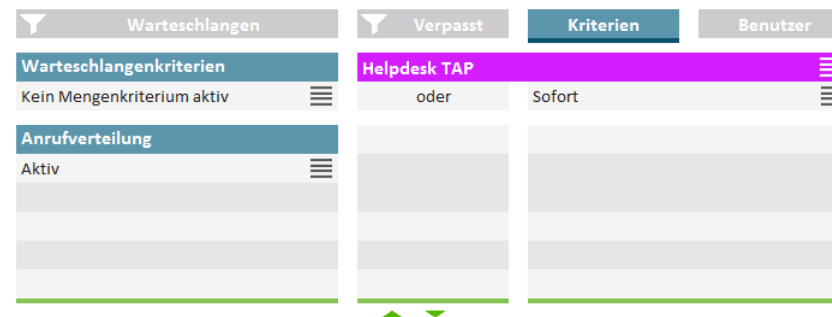 Warteschlangen
Verpasst
Kriterien
Benutzer
Warteschlangenkriterien
Helpdesk TAP
Kein Mengenkriterium aktiv
oder
Sofort
Anrufverteilung
Aktiv